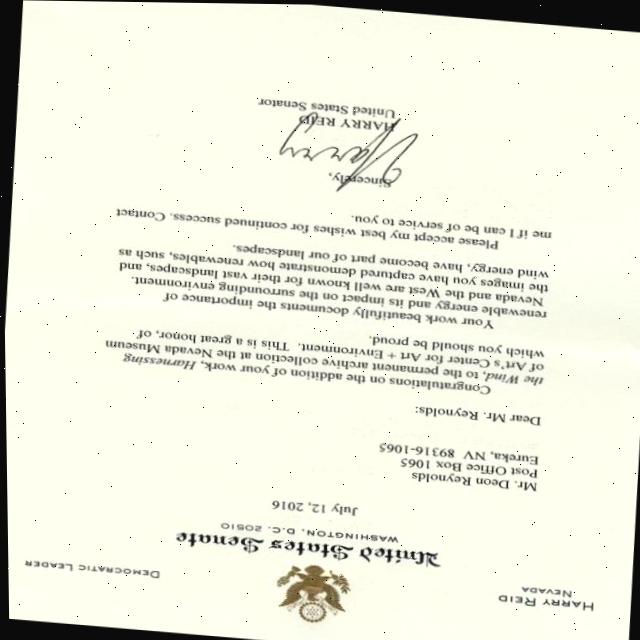 HARRY REID
NEVADA
DEMOCRATIC LEADER
United States Senate
WASHINGTON, D.C. 20510
July 12, 2016
Mr. Deon Reynolds
Post Office Box 1065
Eureka, NV 89316-1065
Dear Mr. Reynolds:
Congratulations on the addition of your work, Harnessing
the Wind, to the permanent archive collection at the Nevada Museum
of Art's Center for Art + Environment. This is a great honor, of
which you should be proud.
Your work beautifully documents the importance of
renewable energy and its impact on the surrounding environment.
Nevada and the West are well known for their vast landscapes, and
the images you have captured demonstrate how renewables, such as
wind energy, have become part of our landscapes.
Please accept my best wishes for continued success. Contact
me if I can be of service to you.
Sincerely,
Harry
HARRY REID
United States Senator